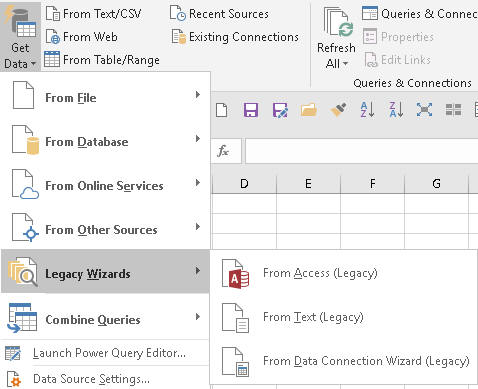 Get Data
From Text/CSV
From Web
From Table/Range
Recent Sources
Existing Connections
Refresh All
Queries & Connec
Properties
Edit Links
Queries & Connections
fx
D E F G
From File
From Database
From Online Services
From Other Sources
Legacy Wizards
Combine Queries
Launch Power Query Editor...
Data Source Settings...
From Access (Legacy)
From Text (Legacy)
From Data Connection Wizard (Legacy)